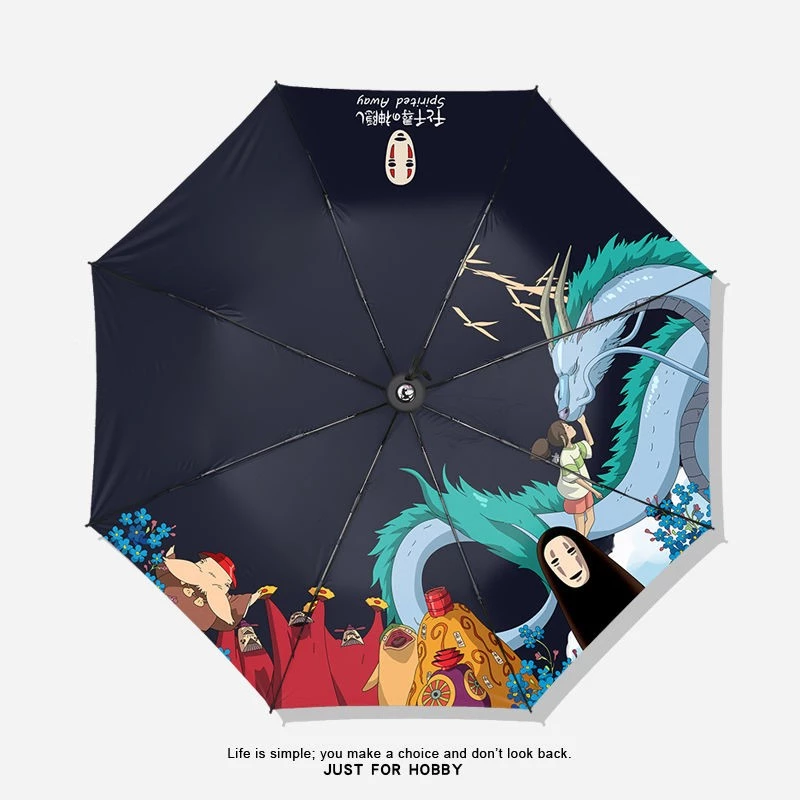 千と千尋の神隠し
Spirited Away
Life is simple; you make a choice and don't look back.
JUST FOR HOBBY